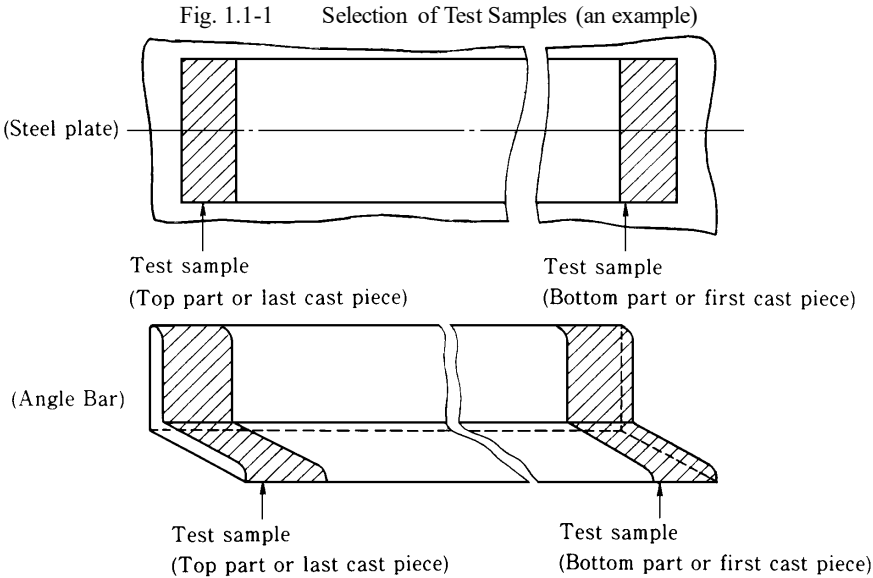 Fig. 1.1-1 Selection of Test Samples (an example)
(Steel plate)
Test sample
(Top part or last cast piece)
Test sample
(Bottom part or first cast piece)
(Angle Bar)
Test sample
(Top part or last cast piece)
Test sample
(Bottom part or first cast piece)